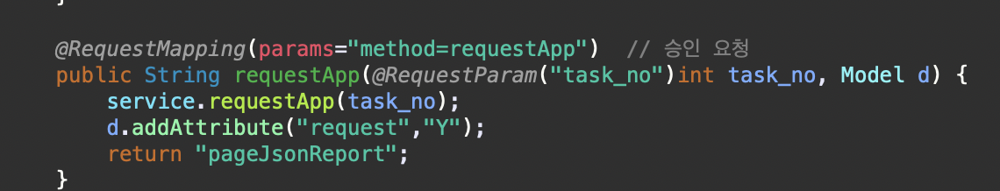 }
@RequestMapping(params="method=requestApp")  // 승인 요청
public String requestApp(@RequestParam("task_no")int task_no, Model d) {
    service.requestApp(task_no);
    d.addAttribute("request","Y");
    return "pageJsonReport";
}